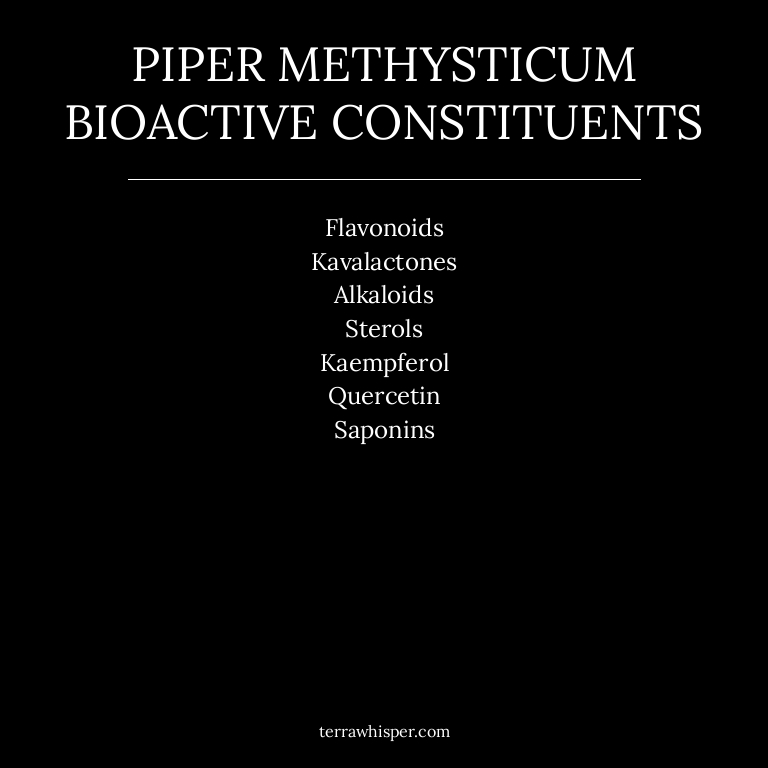 PIPER METHYSTICUM
BIOACTIVE CONSTITUENTS
Flavonoids
Kavalactones
Alkaloids
Sterols
Kaempferol
Quercetin
Saponins
terrawhisper.com